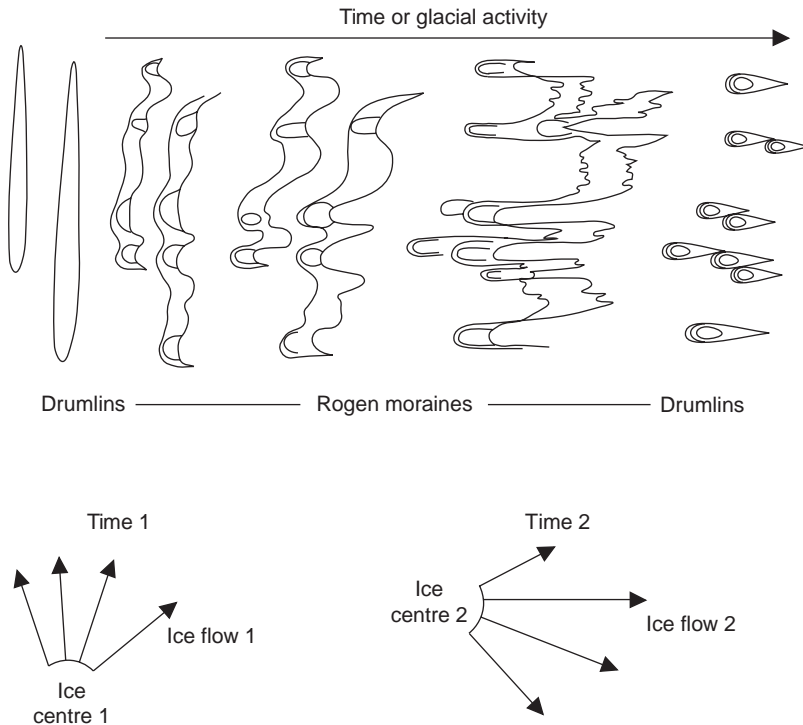 Time or glacial activity
Drumlins Rogen moraines Drumlins
Time 1
Ice flow 1
Ice
centre 1
Time 2
Ice
centre 2
Ice flow 2